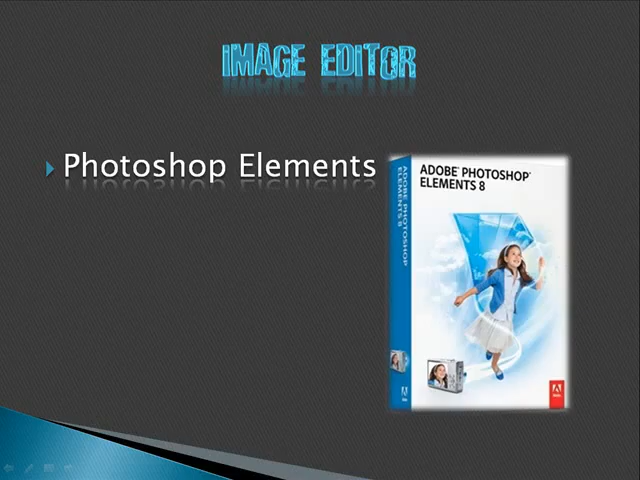 IMAGE EDITOR
Photoshop Elements
ADOBE® PHOTOSHOP®
ELEMENTS 8
ADOBE PHOTOSHOP
ELEMENTS 8